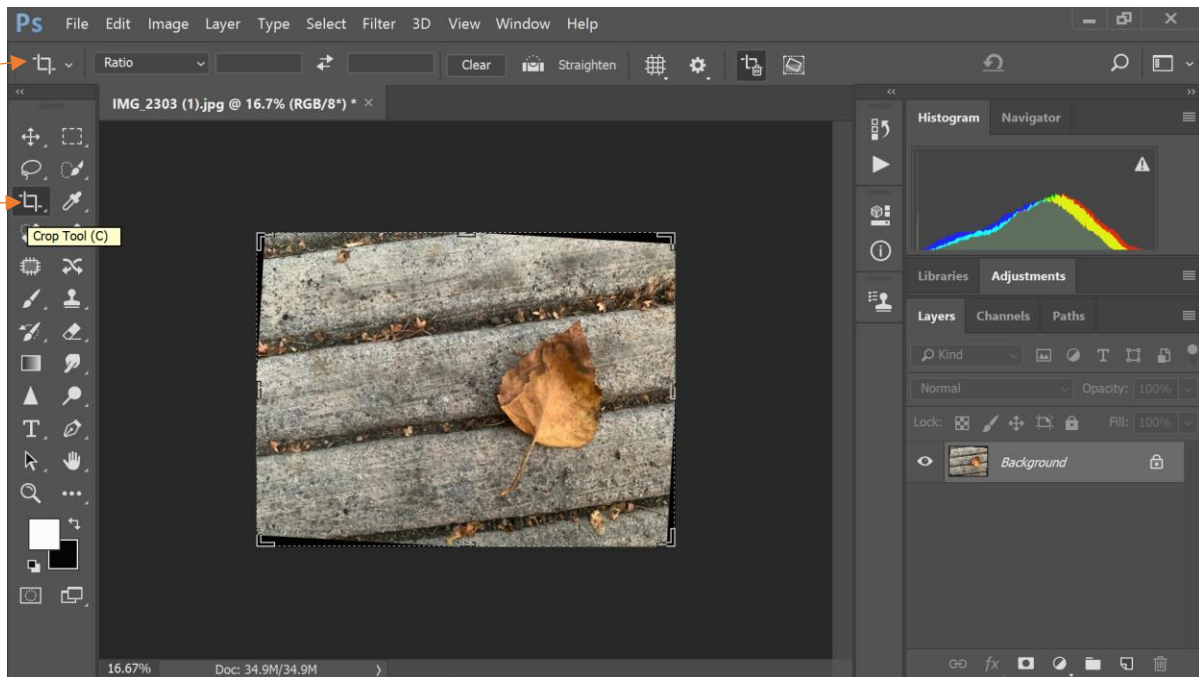 Ps File Edit Image Layer Type Select Filter 3D View Window Help
Ratio Clear Straighten
IMG_2303 (1).jpg @ 16.7% (RGB/8*) * ×
Histogram Navigator
Crop Tool (C)
Libraries Adjustments
Layers Channels Paths
Kind
Normal Opacity: 100%
Lock: Fill: 100%
Background
16.67% Doc: 34.9M/34.9M